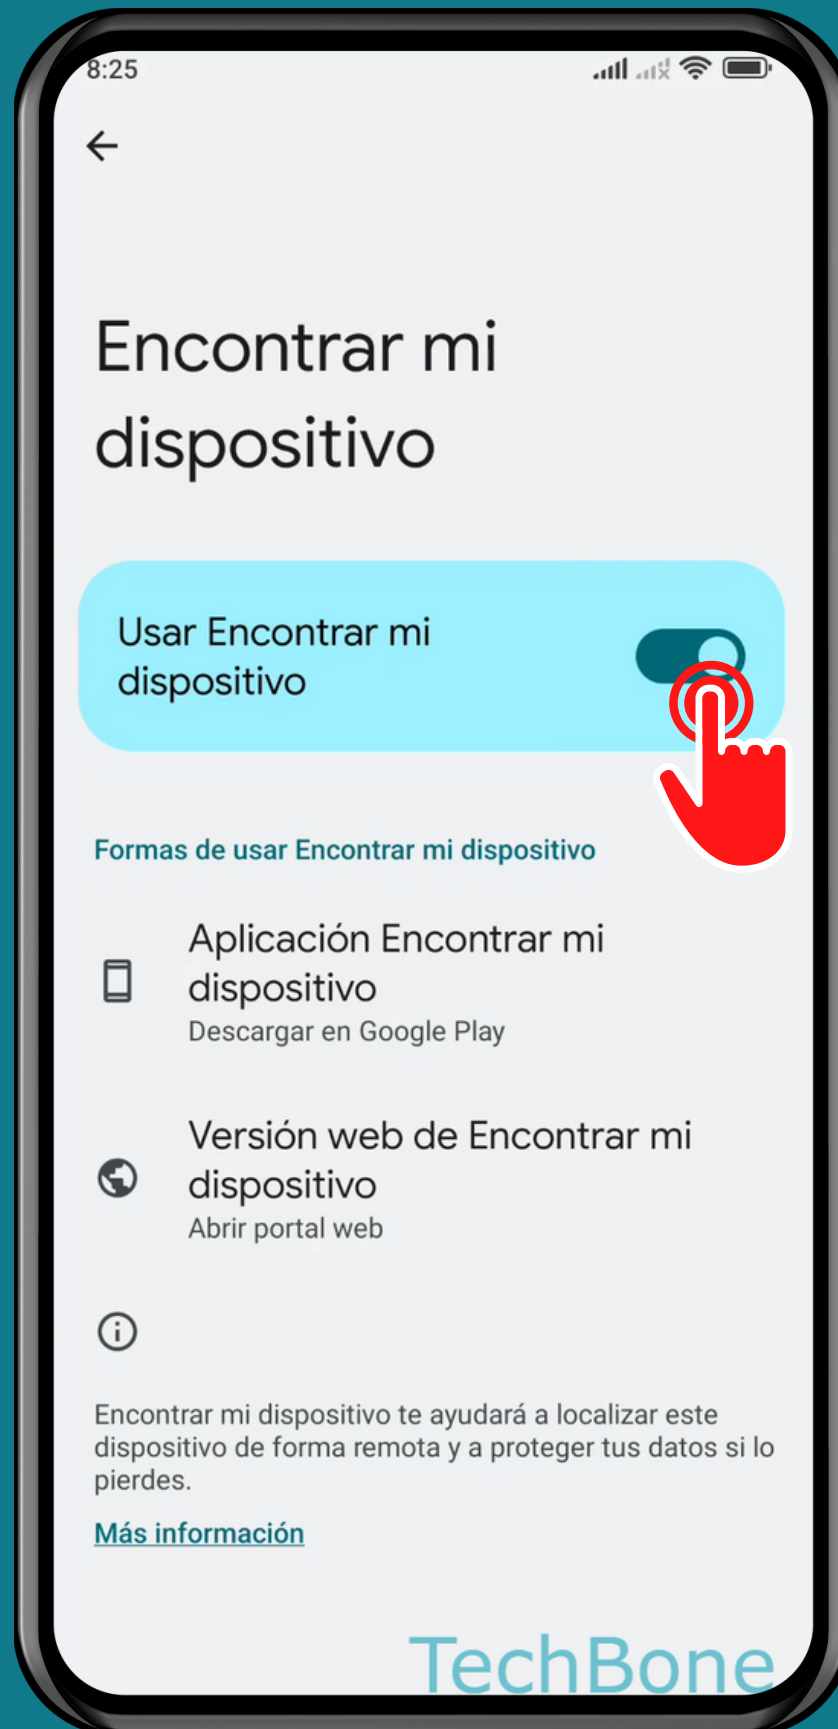 8:25
Encontrar mi
dispositivo
Usar Encontrar mi
dispositivo
Formas de usar Encontrar mi dispositivo
Aplicación Encontrar mi
dispositivo
Descargar en Google Play
Versión web de Encontrar mi
dispositivo
Abrir portal web
Encontrar mi dispositivo te ayudará a localizar este
dispositivo de forma remota y a proteger tus datos si lo
pierdes.
Más información
TechBone